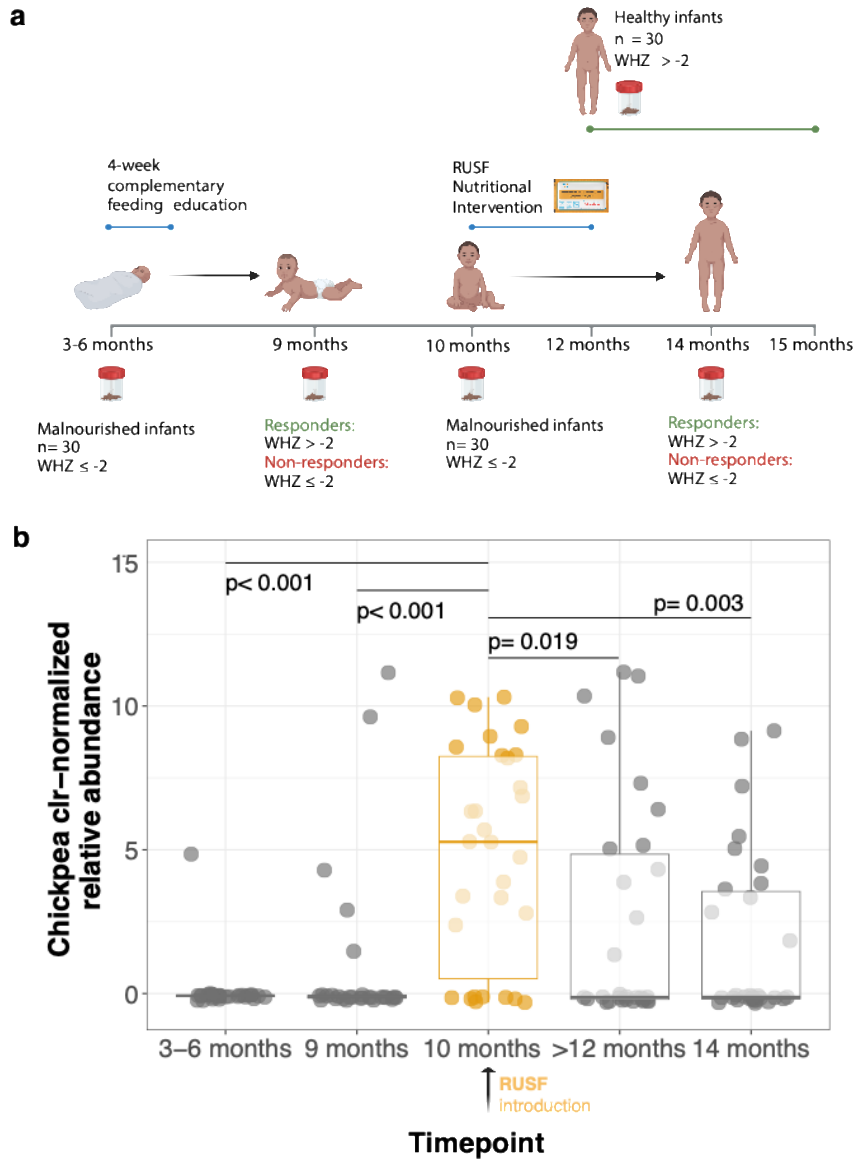 a
Healthy infants
n = 30
WHZ > -2
4-week
complementary
feeding education
RUSF
Nutritional
Intervention
3-6 months
9 months
10 months
12 months
14 months
15 months
Malnourished infants
n= 30
WHZ ≤ -2
Responders:
WHZ > -2
Non-responders:
WHZ ≤ -2
Malnourished infants
n= 30
WHZ ≤ -2
Responders:
WHZ > -2
Non-responders:
WHZ ≤ -2
b
Chickpea clr–normalized
relative abundance
15
10
5
0
p< 0.001
p< 0.001
p= 0.003
p= 0.019
3–6 months
9 months
10 months
>12 months
14 months
RUSF
introduction
Timepoint